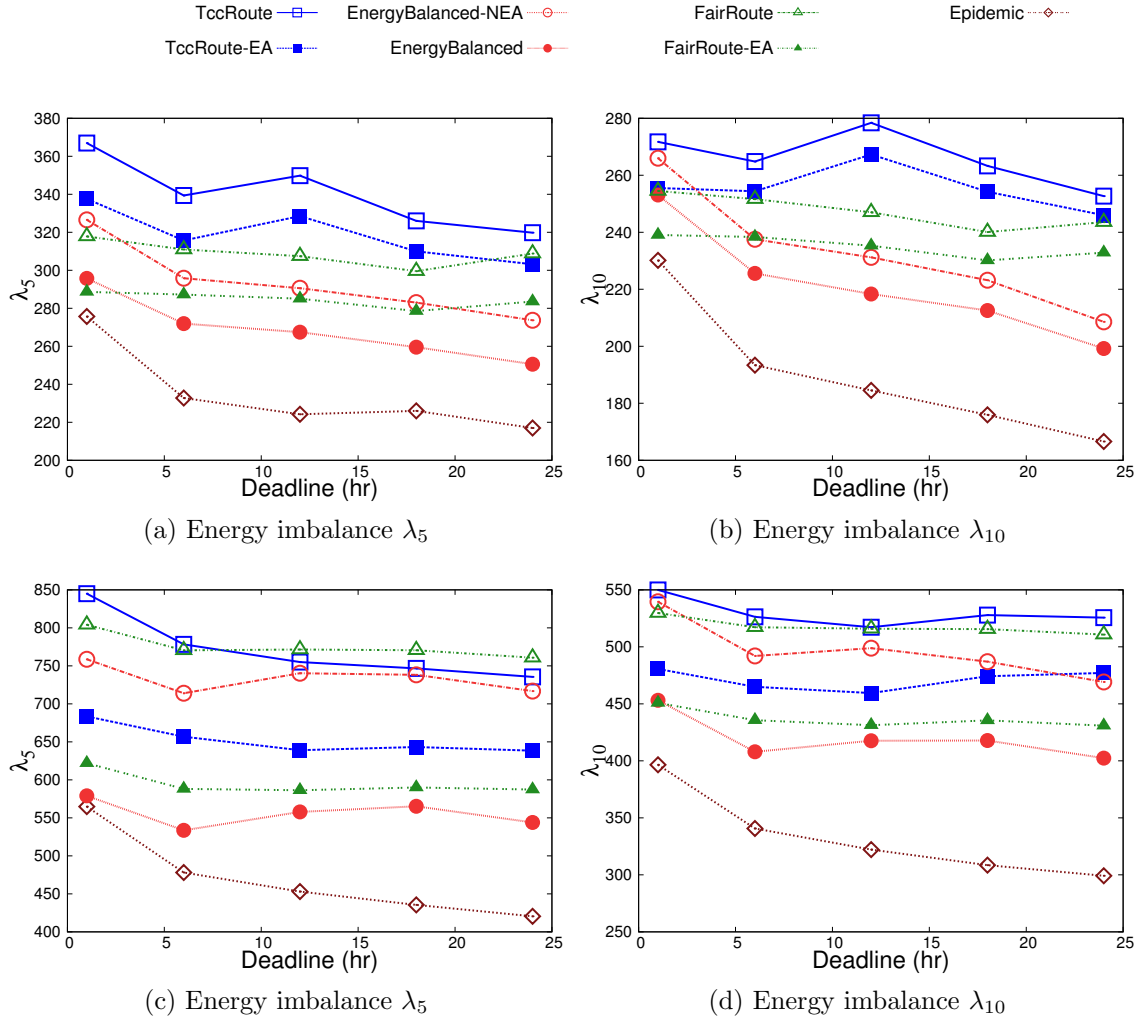 TccRoute EnergyBalanced-NEA FairRoute Epidemic
TccRoute-EA EnergyBalanced FairRoute-EA
380
360
340
320
300
280
260
240
220
200
λ5
0 5 10 15 20 25
Deadline (hr)
(a) Energy imbalance λ5
280
260
240
220
200
180
160
λ10
0 5 10 15 20 25
Deadline (hr)
(b) Energy imbalance λ10
850
800
750
700
650
600
550
500
450
400
λ5
0 5 10 15 20 25
Deadline (hr)
(c) Energy imbalance λ5
550
500
450
400
350
300
250
λ10
0 5 10 15 20 25
Deadline (hr)
(d) Energy imbalance λ10